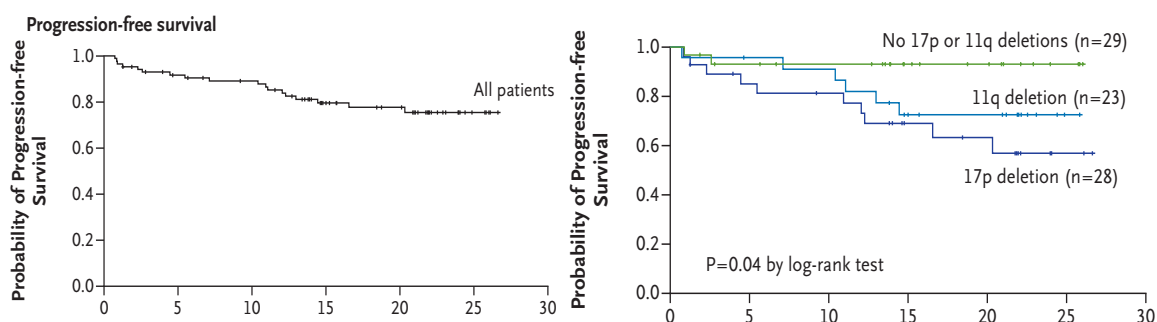 Progression-free survival
Probability of Progression-free
Survival
1.0
0.8
0.6
0.4
0.2
0.0
All patients
0 5 10 15 20 25 30
Probability of Progression-free
Survival
1.0
0.8
0.6
0.4
0.2
0.0
No 17p or 11q deletions (n=29)
11q deletion (n=23)
17p deletion (n=28)
P=0.04 by log-rank test
0 5 10 15 20 25 30